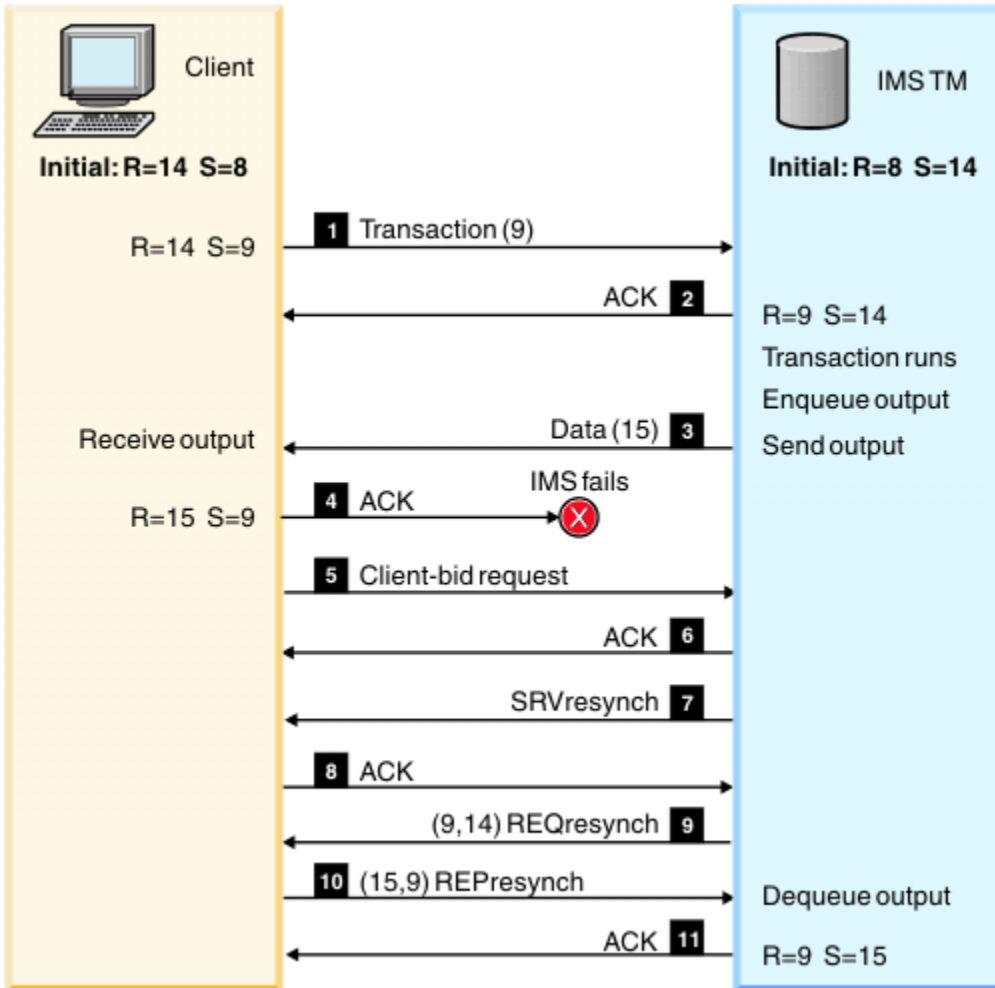 Client
IMS TM
Initial: R=14 S=8
Initial: R=8 S=14
1 Transaction (9)
R=14 S=9
ACK 2
R=9 S=14
Transaction runs
Enqueue output
Data (15) 3
Receive output
Send output
IMS fails
4 ACK
R=15 S=9
X
5 Client-bid request
ACK 6
SRVresynch 7
8 ACK
(9,14) REQresynch 9
10 (15,9) REPresynch
Dequeue output
ACK 11
R=9 S=15